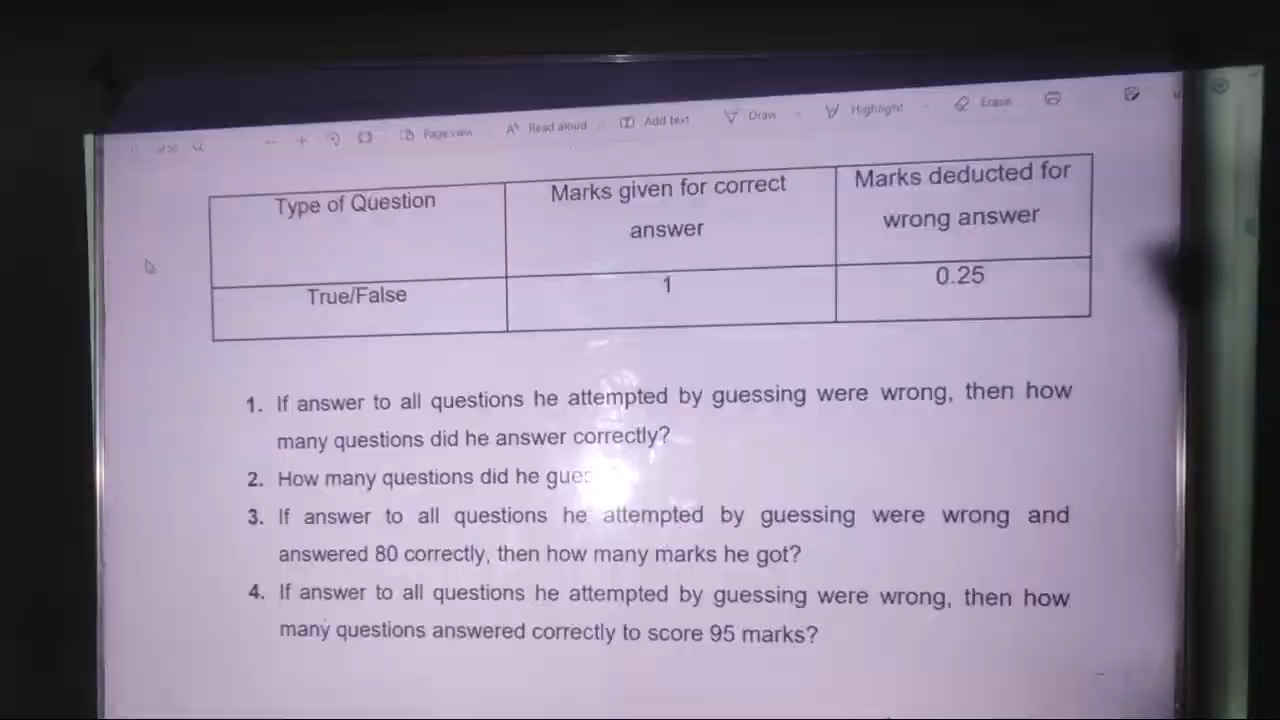 Page view Read aloud Add text Draw Highlight Erase
Type of Question Marks given for correct answer Marks deducted for wrong answer
True/False 1 0.25
1. If answer to all questions he attempted by guessing were wrong, then how
many questions did he answer correctly?
2. How many questions did he gues
3. If answer to all questions he attempted by guessing were wrong and
answered 80 correctly, then how many marks he got?
4. If answer to all questions he attempted by guessing were wrong, then how
many questions answered correctly to score 95 marks?